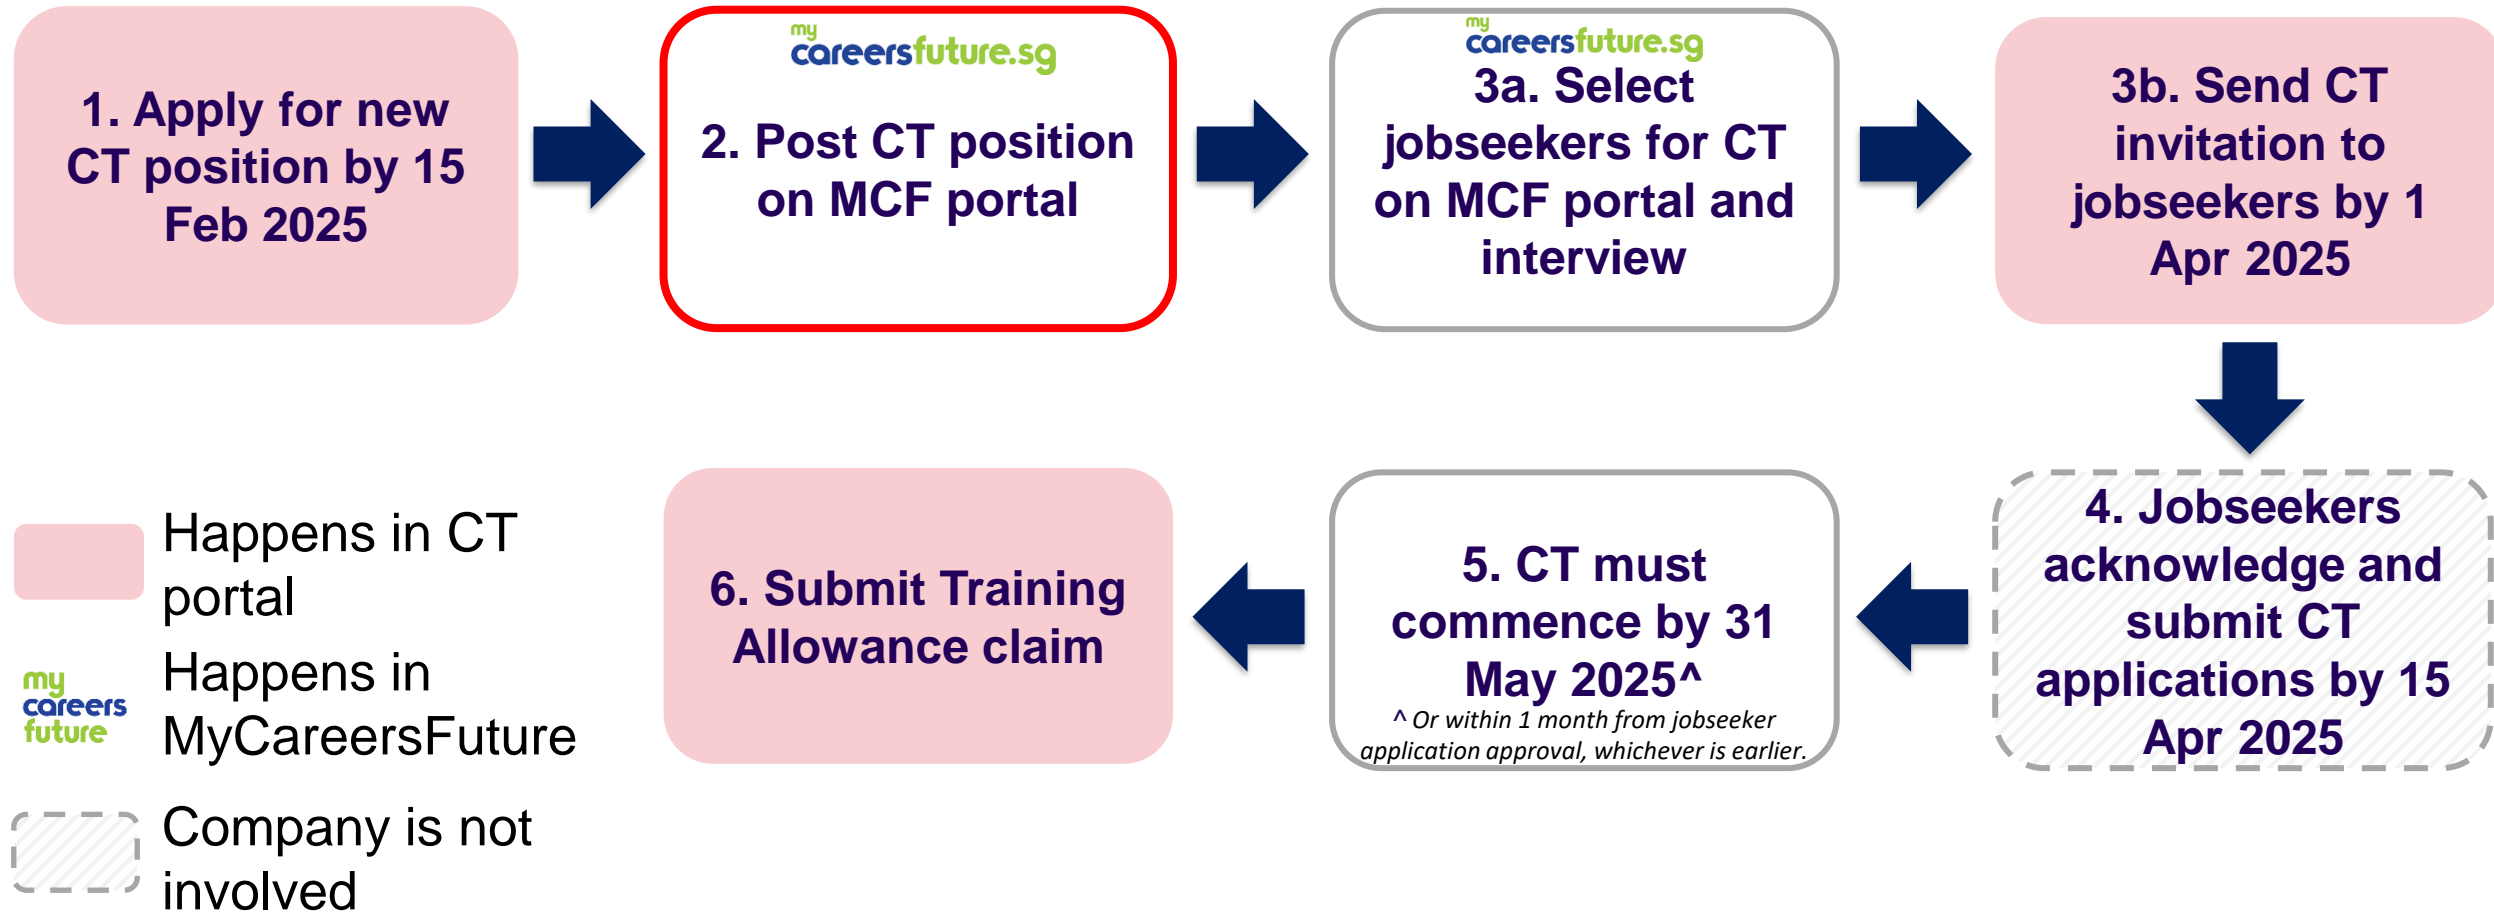 my
careersfuture.sg
my
careersfuture.sg
1. Apply for new
CT position by 15
Feb 2025
2. Post CT position
on MCF portal
3a. Select
jobseekers for CT
on MCF portal and
interview
3b. Send CT
invitation to
jobseekers by 1
Apr 2025
4. Jobseekers
acknowledge and
submit CT
applications by 15
Apr 2025
5. CT must
commence by 31
May 2025^
^ Or within 1 month from jobseeker
application approval, whichever is earlier.
6. Submit Training
Allowance claim
Happens in CT
portal
my
careers
future
Happens in
MyCareersFuture
Company is not
involved